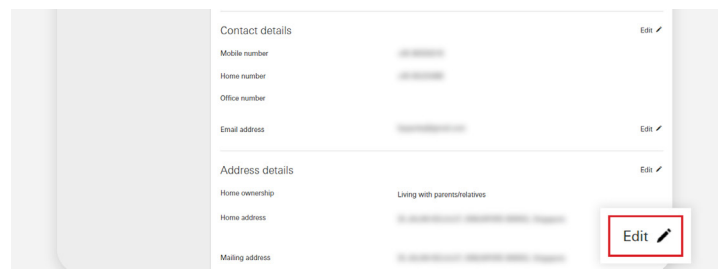 Contact details Edit
Mobile number
Home number
Office number
Email address Edit
Address details Edit
Home ownership Living with parents/relatives
Home address
Edit
Mailing address